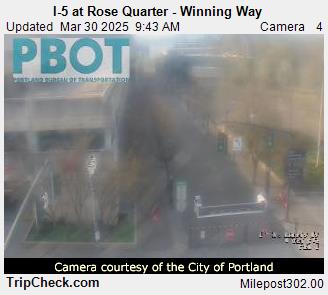 I-5 at Rose Quarter - Winning Way
Updated Mar 30 2025 9:43 AM Camera 4
PBOT
PORTLAND BUREAU OF TRANSPORTATION
Camera courtesy of the City of Portland
TripCheck.com Milepost302.00